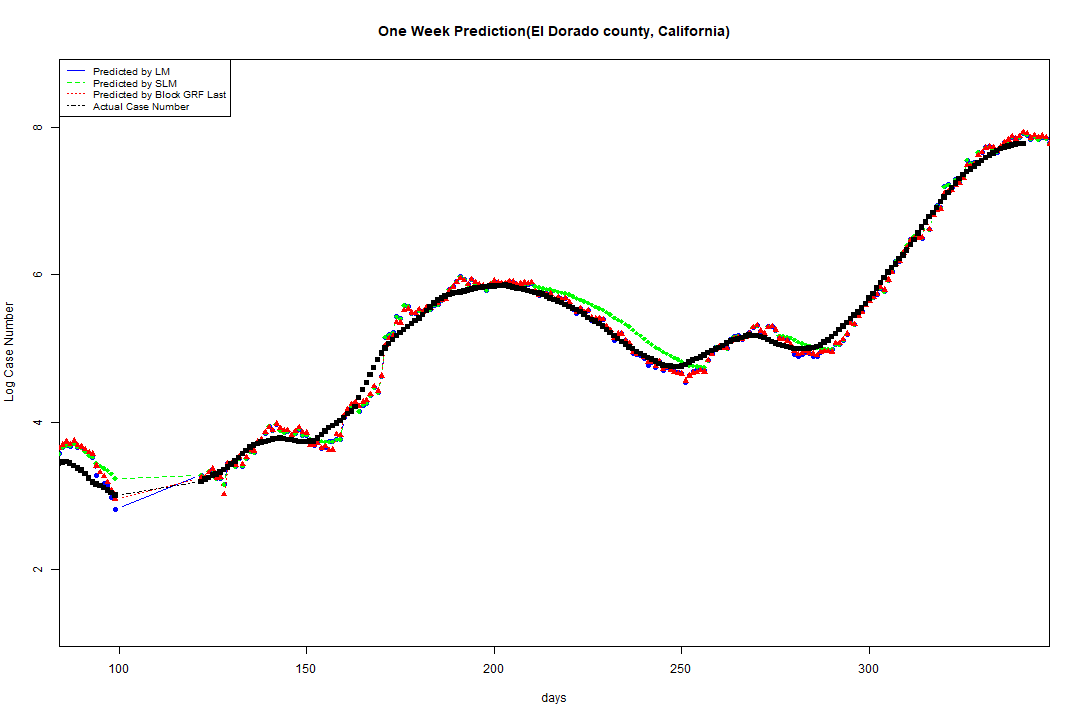 One Week Prediction(El Dorado county, California)
Predicted by LM
Predicted by SLM
Predicted by Block GRF Last
Actual Case Number
Log Case Number
8
6
4
2
100 150 200 250 300
days